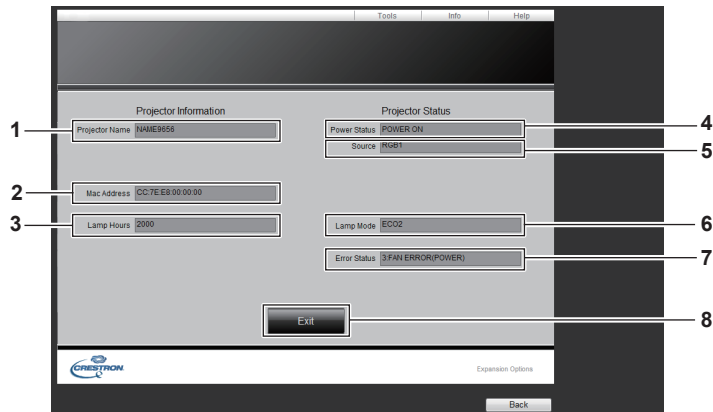 Tools Info Help
Projector Information
Projector Status
1 Projector Name NAME9656
Power Status POWER ON 4
Source RGB1 5
2 Mac Address CC:7E:E8:00:00:00
3 Lamp Hours 2000
Lamp Mode ECO2 6
Error Status 3:FAN ERROR(POWER) 7
Exit 8
CRESTRON
Expansion Options
Back